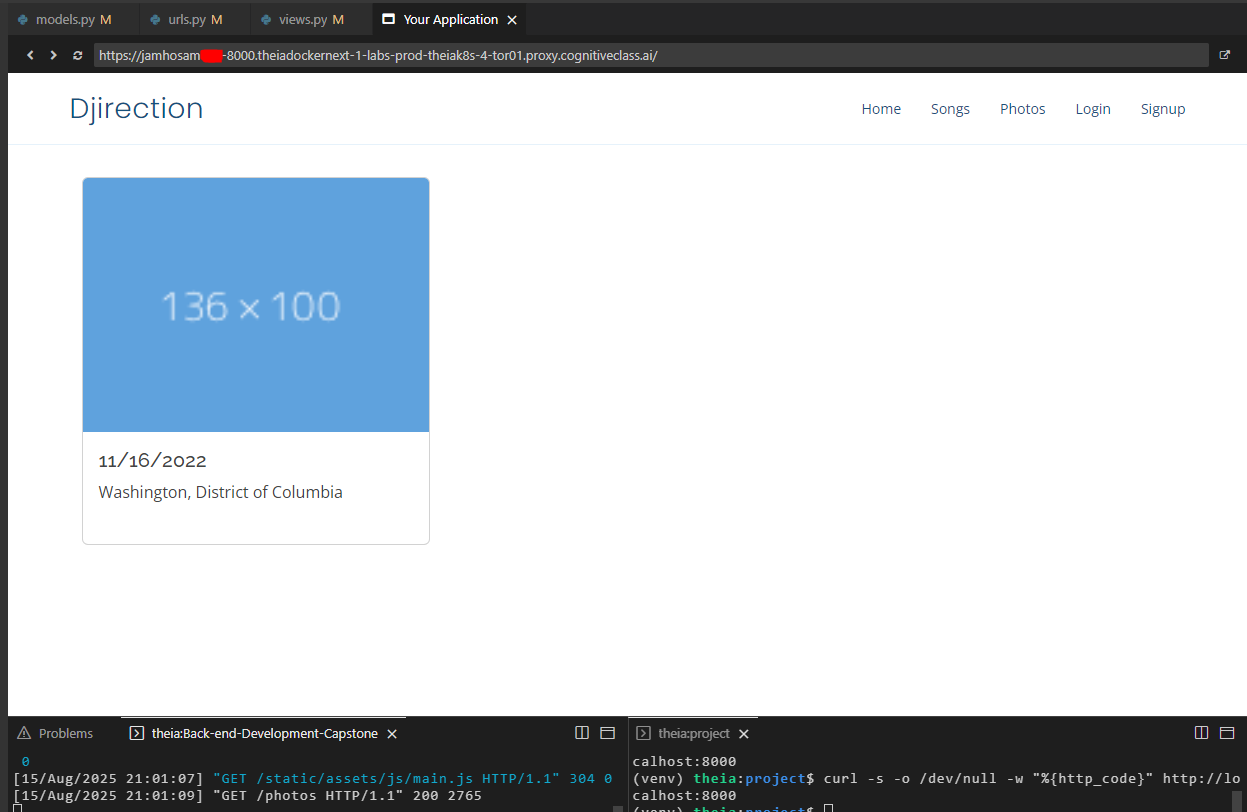 models.py M
urls.py M
views.py M
Your Application
https://jamhosam -8000.theiadockernext-1-labs-prod-theiak8s-4-tor01.proxy.cognitiveclass.ai/
Djirection
Home
Songs
Photos
Login
Signup
136 × 100
11/16/2022
Washington, District of Columbia
Problems
theia:Back-end-Development-Capstone
0
[15/Aug/2025 21:01:07] "GET /static/assets/js/main.js HTTP/1.1" 304 0
[15/Aug/2025 21:01:09] "GET /photos HTTP/1.1" 200 2765
theia:project
calhost:8000
(venv) theia:project$ curl -s -o /dev/null -w "%{http_code}" http://lo
calhost:8000
(venv) theia:project$